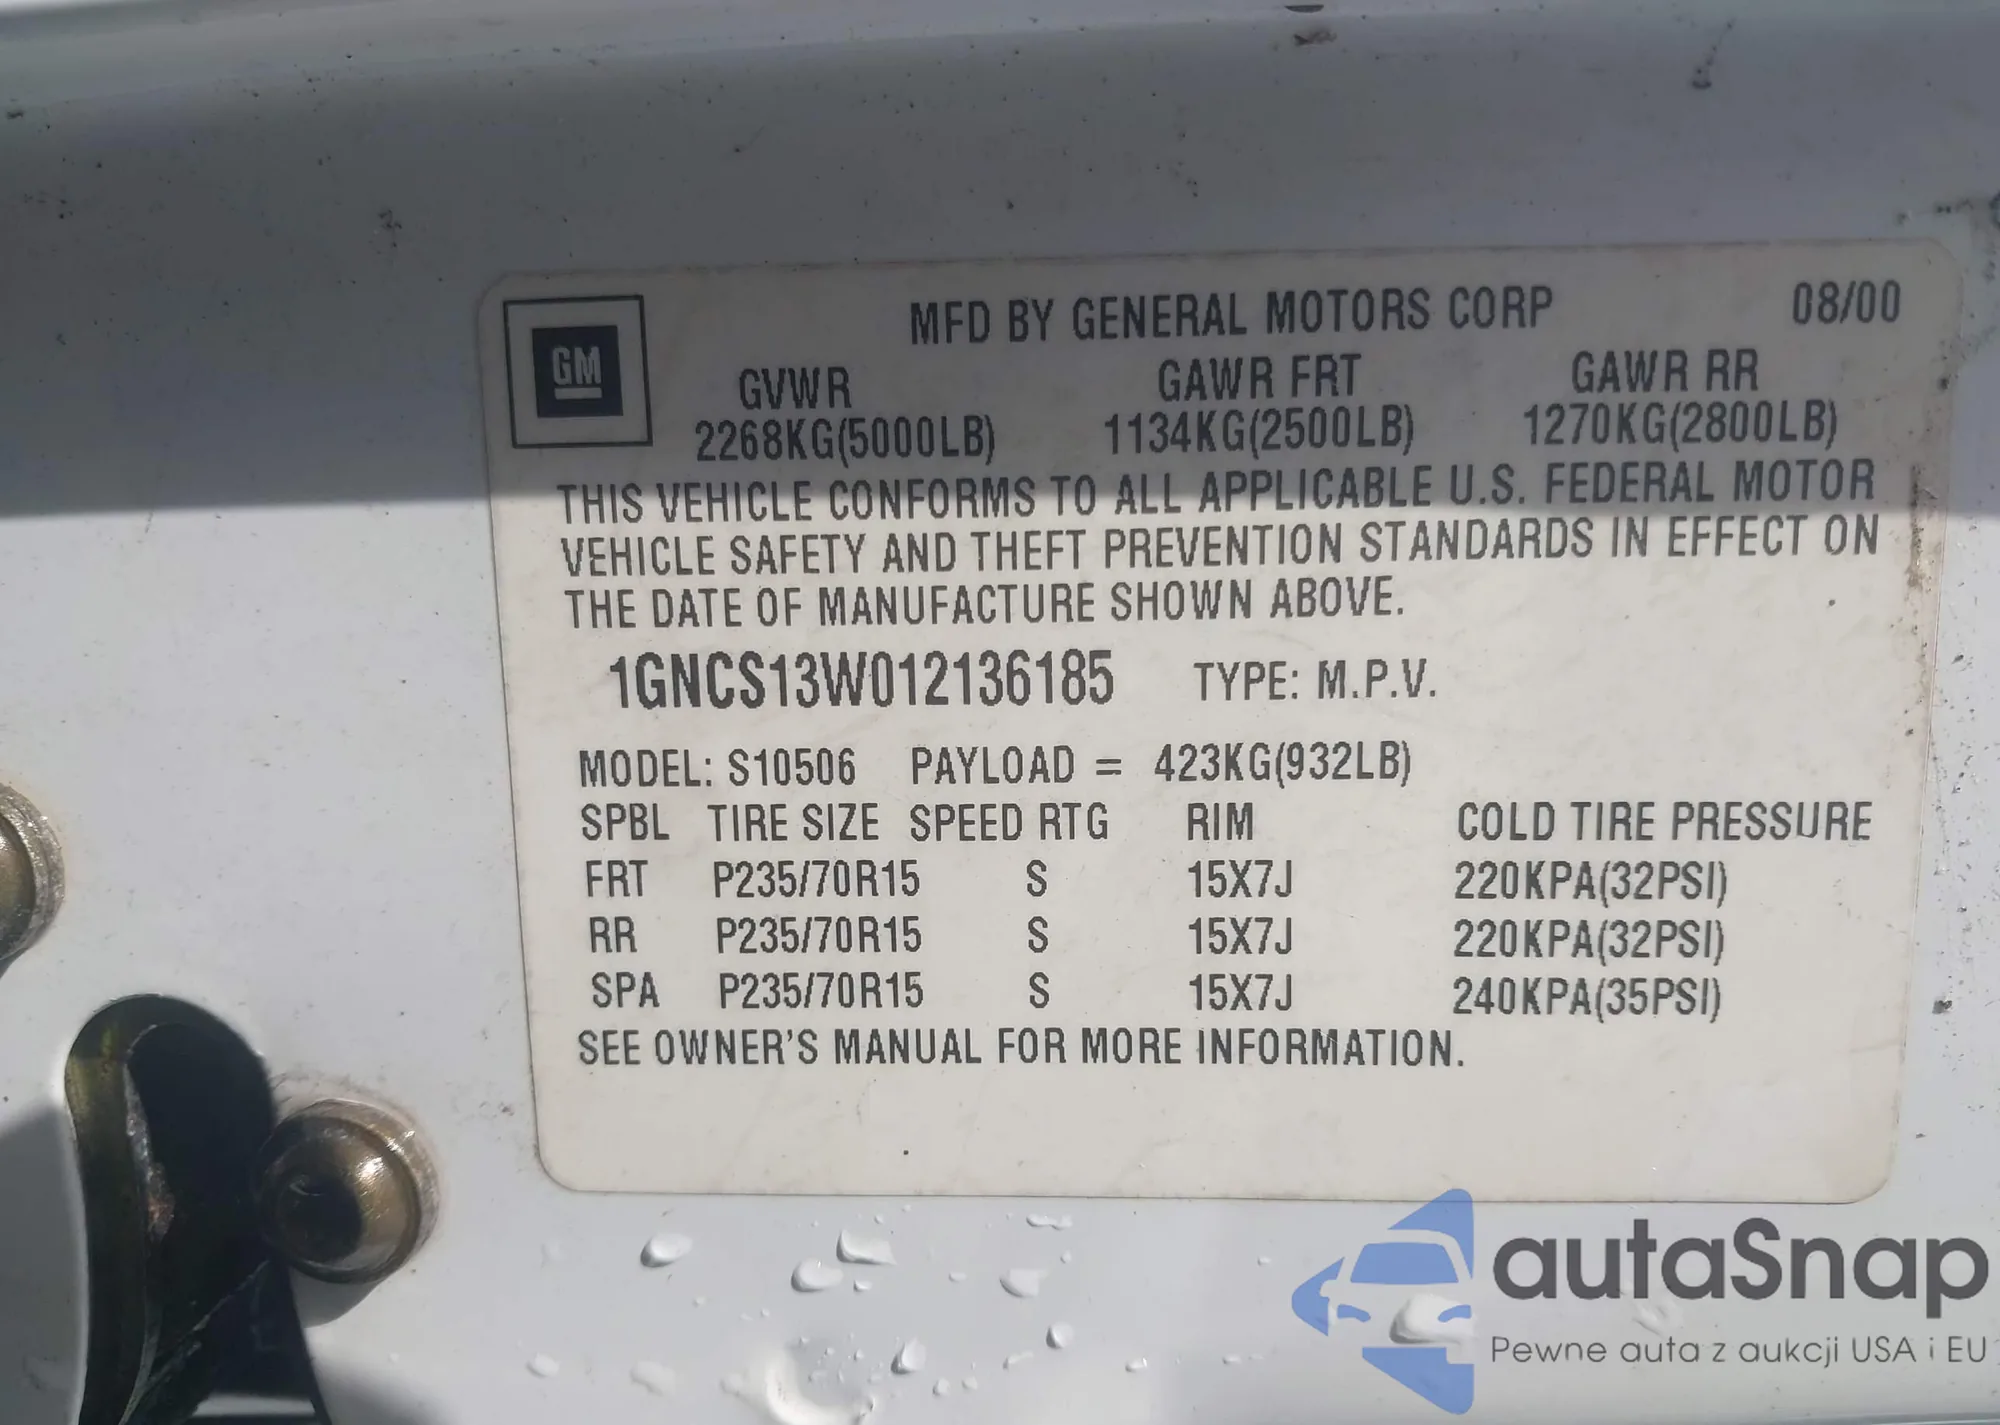 MFD BY GENERAL MOTORS CORP 08/00
GM
GVWR GAWR FRT GAWR RR
2268KG(5000LB) 1134KG(2500LB) 1270KG(2800LB)
THIS VEHICLE CONFORMS TO ALL APPLICABLE U.S. FEDERAL MOTOR
VEHICLE SAFETY AND THEFT PREVENTION STANDARDS IN EFFECT ON
THE DATE OF MANUFACTURE SHOWN ABOVE.
1GNCS13W012136185 TYPE: M.P.V.
MODEL: S10506 PAYLOAD = 423KG(932LB)
SPBL TIRE SIZE SPEED RTG RIM COLD TIRE PRESSURE
FRT P235/70R15 S 15X7J 220KPA(32PSI)
RR P235/70R15 S 15X7J 220KPA(32PSI)
SPA P235/70R15 S 15X7J 240KPA(35PSI)
SEE OWNER'S MANUAL FOR MORE INFORMATION.
autaSnap
Pewne auta z aukcji USA i EU